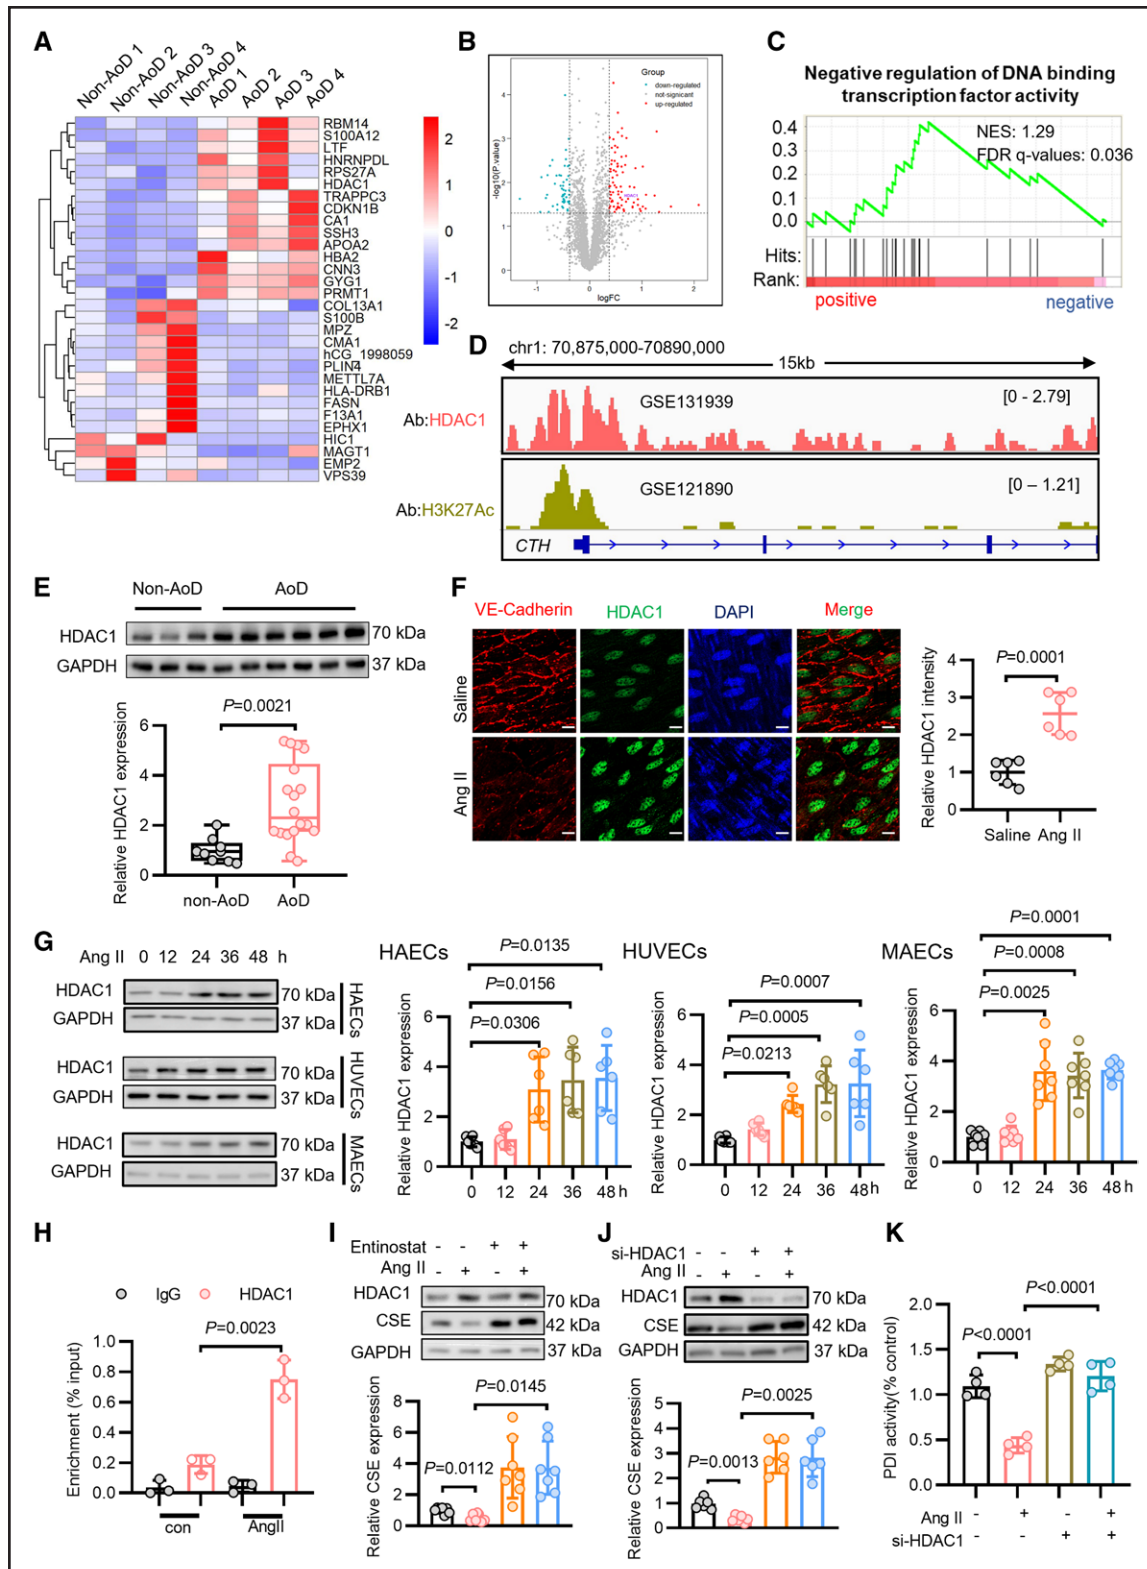 A
Non-AoD 1
Non-AoD 2
Non-AoD 3
Non-AoD 4
AoD 1
AoD 2
AoD 3
AoD 4
RBM14
S100A12
LTF
HNRNPDL
RPS27A
HDAC1
TRAPPC3
CDKN1B
CA1
SSH3
APOA2
HBA2
CNN3
GYG1
PRMT1
COL13A1
S100B
MPZ
CMA1
hCG_1998059
PLIN4
METTL7A
HLA-DRB1
FASN
F13A1
EPHX1
HIC1
MAGT1
EMP2
VPS39
2
1
0
-1
-2
B
Group
down-regulated
not-signicant
up-regulated
-log10(P.value)
4
3
2
1
0
HDAC1
-1
0
1
2
logFC
C
Negative regulation of DNA binding
transcription factor activity
NES: 1.29
FDR q-values: 0.036
0.4
0.3
0.2
0.1
0.0
Hits:
Rank:
positive
negative
D
chr1: 70,875,000-70890,000
15kb
Ab:HDAC1
GSE131939
[0 - 2.79]
Ab:H3K27Ac
GSE121890
[0 – 1.21]
CTH
E
Non-AoD
AoD
HDAC1
70 kDa
GAPDH
37 kDa
P=0.0021
Relative HDAC1 expression
6
4
2
0
non-AoD
AoD
F
VE-Cadherin
HDAC1
DAPI
Merge
Saline
Ang II
P=0.0001
Relative HDAC1 intensity
4
3
2
1
0
Saline
Ang II
G
Ang II 0 12 24 36 48 h
HDAC1
70 kDa
GAPDH
37 kDa
HAECs
HDAC1
70 kDa
GAPDH
37 kDa
HUVECs
HDAC1
70 kDa
GAPDH
37 kDa
MAECs
HAECs
P=0.0135
P=0.0156
P=0.0306
Relative HDAC1 expression
6
4
2
0
0 12 24 36 48 h
HUVECs
P=0.0007
P=0.0005
P=0.0213
Relative HDAC1 expression
6
4
2
0
0 12 24 36 48 h
MAECs
P=0.0001
P=0.0008
P=0.0025
Relative HDAC1 expression
6
4
2
0
0 12 24 36 48 h
H
IgG
HDAC1
P=0.0023
Enrichment (% input)
1.0
0.8
0.6
0.4
0.2
0.0
con
AngII
I
Entinostat - - + +
Ang II - + - +
HDAC1
70 kDa
CSE
42 kDa
GAPDH
37 kDa
P=0.0145
P=0.0112
Relative CSE expression
8
6
4
2
0
J
si-HDAC1 - - + +
Ang II - + - +
HDAC1
70 kDa
CSE
42 kDa
GAPDH
37 kDa
P=0.0025
P=0.0013
Relative CSE expression
5
4
3
2
1
0
K
P<0.0001
P<0.0001
PDI activity(% control)
2.0
1.5
1.0
0.5
0.0
Ang II - + - +
si-HDAC1 - - + +